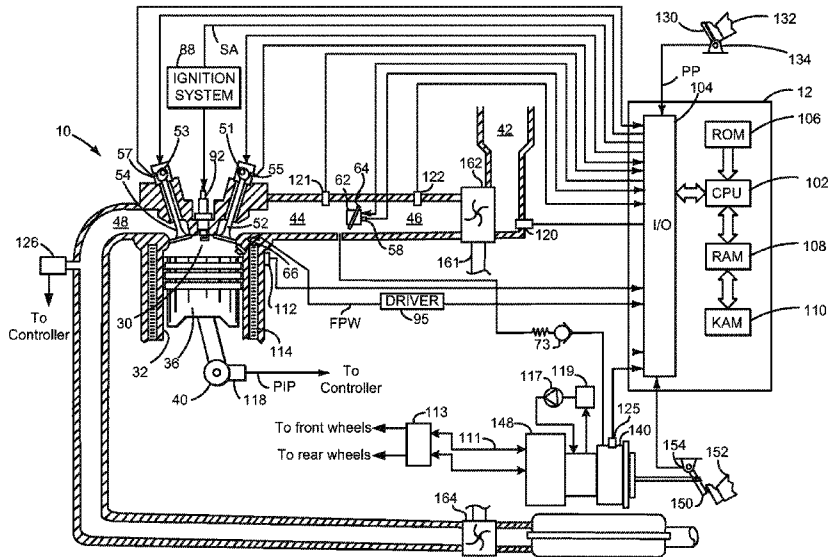 130
132
88
SA
134
IGNITION
SYSTEM
PP
12
104
10
53
51
42
ROM
106
57
92
55
162
54
121
64
62
122
CPU
102
52
I/O
48
44
46
58
120
126
66
161
RAM
108
112
DRIVER
30
FPW
95
KAM
110
To
Controller
36
114
73
32
To
Controller
PIP
40
118
117
119
125
113
148
140
To front wheels
111
154
152
To rear wheels
150
164